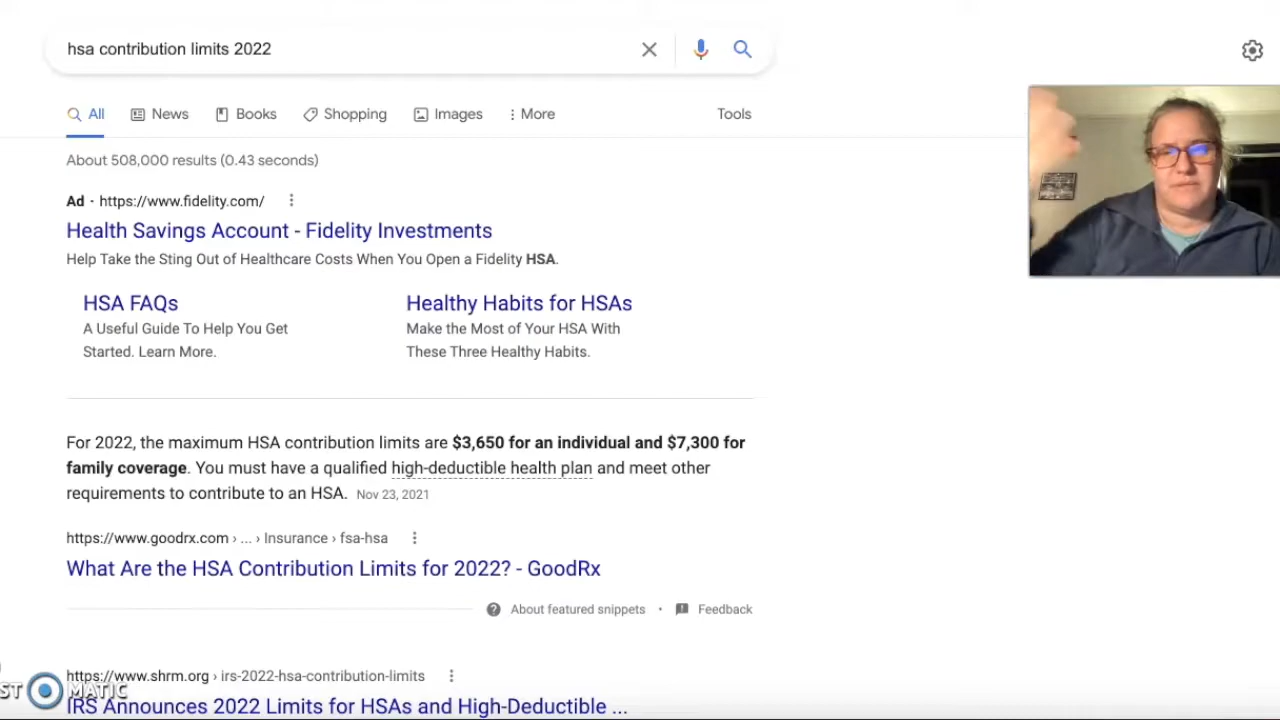 hsa contribution limits 2022
All News Books Shopping Images More Tools
About 508,000 results (0.43 seconds)
Ad · https://www.fidelity.com/
Health Savings Account - Fidelity Investments
Help Take the Sting Out of Healthcare Costs When You Open a Fidelity HSA.
HSA FAQs
A Useful Guide To Help You Get
Started. Learn More.
Healthy Habits for HSAs
Make the Most of Your HSA With
These Three Healthy Habits.
For 2022, the maximum HSA contribution limits are $3,650 for an individual and $7,300 for
family coverage. You must have a qualified high-deductible health plan and meet other
requirements to contribute to an HSA. Nov 23, 2021
https://www.goodrx.com › ... › Insurance › fsa-hsa
What Are the HSA Contribution Limits for 2022? - GoodRx
About featured snippets • Feedback
https://www.shrm.org › irs-2022-hsa-contribution-limits
IRS Announces 2022 Limits for HSAs and High-Deductible ...
ST MATIC